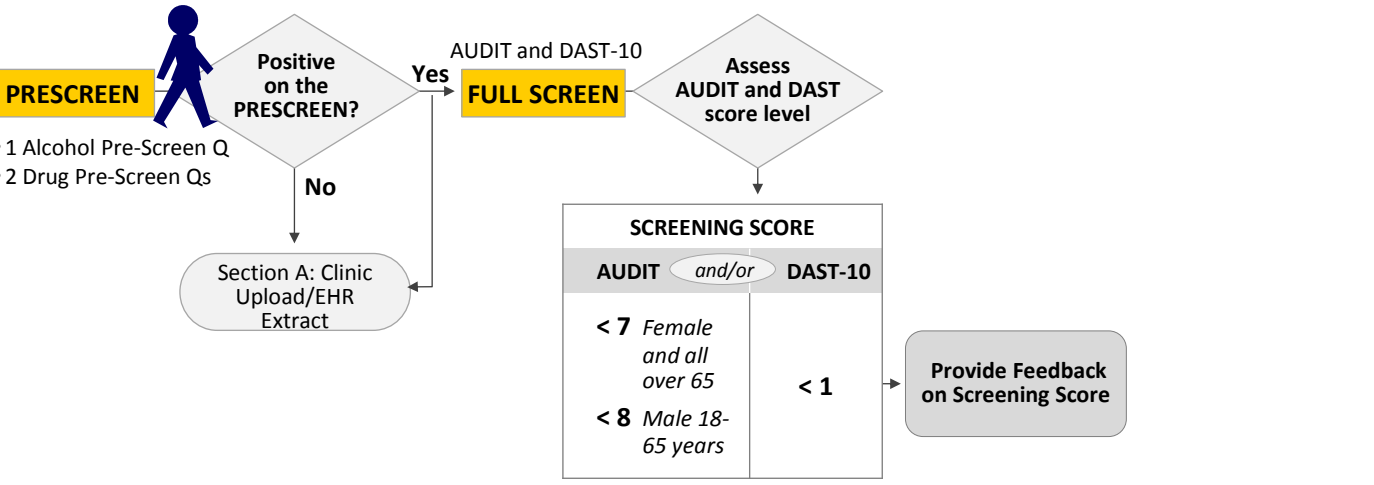 PRESCREEN
1 Alcohol Pre-Screen Q
2 Drug Pre-Screen Qs
Positive
on the
PRESCREEN?
Yes
No
Section A: Clinic
Upload/EHR
Extract
AUDIT and DAST-10
FULL SCREEN
Assess
AUDIT and DAST
score level
SCREENING SCORE
AUDIT and/or DAST-10
< 7 Female
and all
over 65
< 8 Male 18-
65 years
< 1
Provide Feedback
on Screening Score